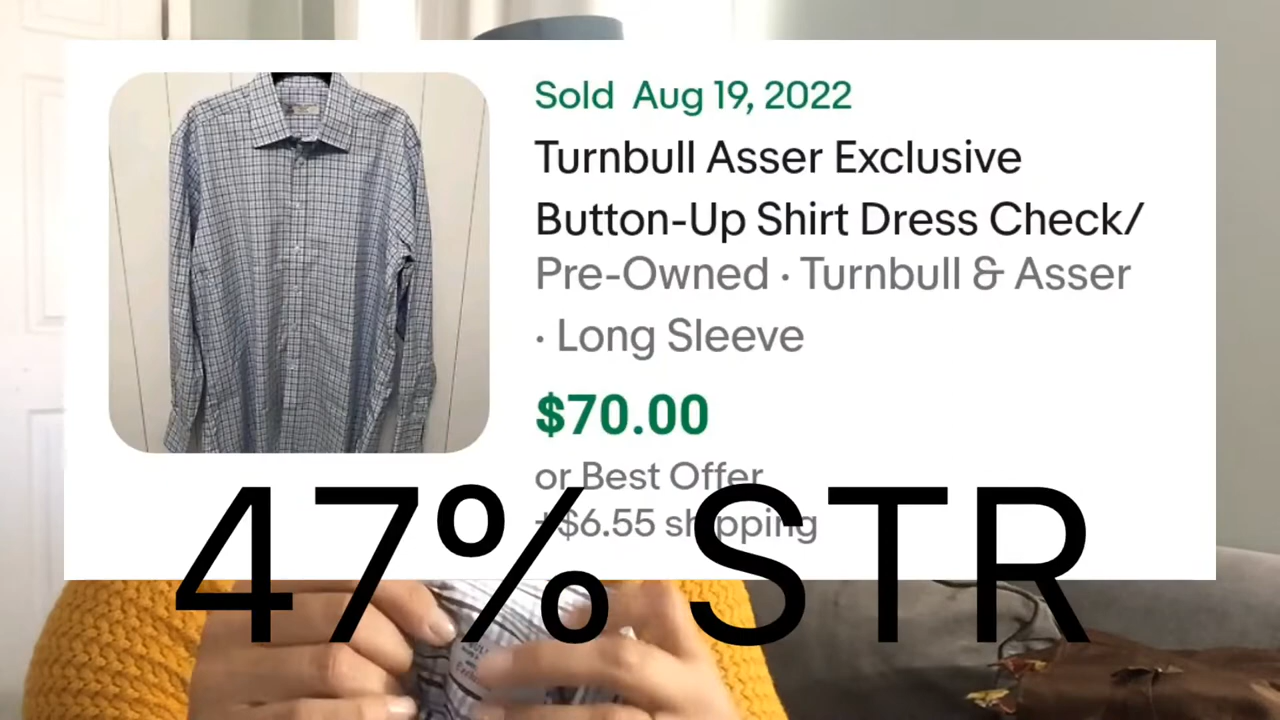 Sold Aug 19, 2022
Turnbull Asser Exclusive
Button-Up Shirt Dress Check/
Pre-Owned · Turnbull & Asser
· Long Sleeve
$70.00
or Best Offer
+$6.55 shipping
47% STR